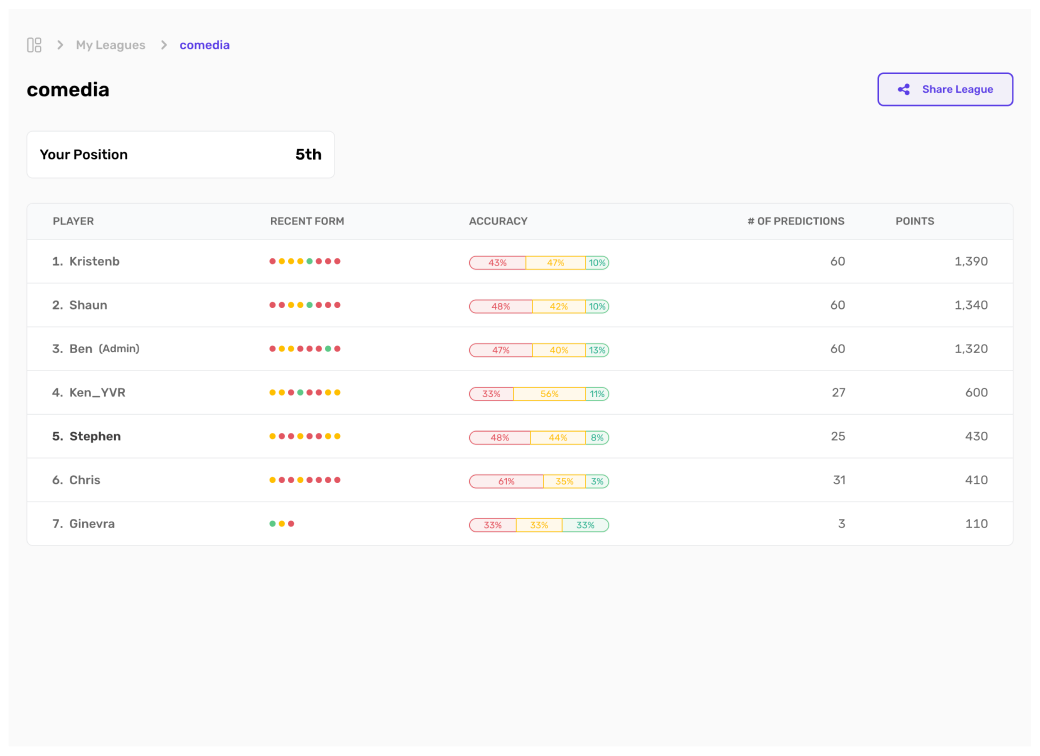 My Leagues comedia
comedia
Share League
Your Position 5th
PLAYER RECENT FORM ACCURACY # OF PREDICTIONS POINTS
1. Kristenb 43% 47% 10% 60 1,390
2. Shaun 48% 42% 10% 60 1,340
3. Ben (Admin) 47% 40% 13% 60 1,320
4. Ken_YVR 33% 56% 11% 27 600
5. Stephen 48% 44% 8% 25 430
6. Chris 61% 35% 3% 31 410
7. Ginevra 33% 33% 33% 3 110